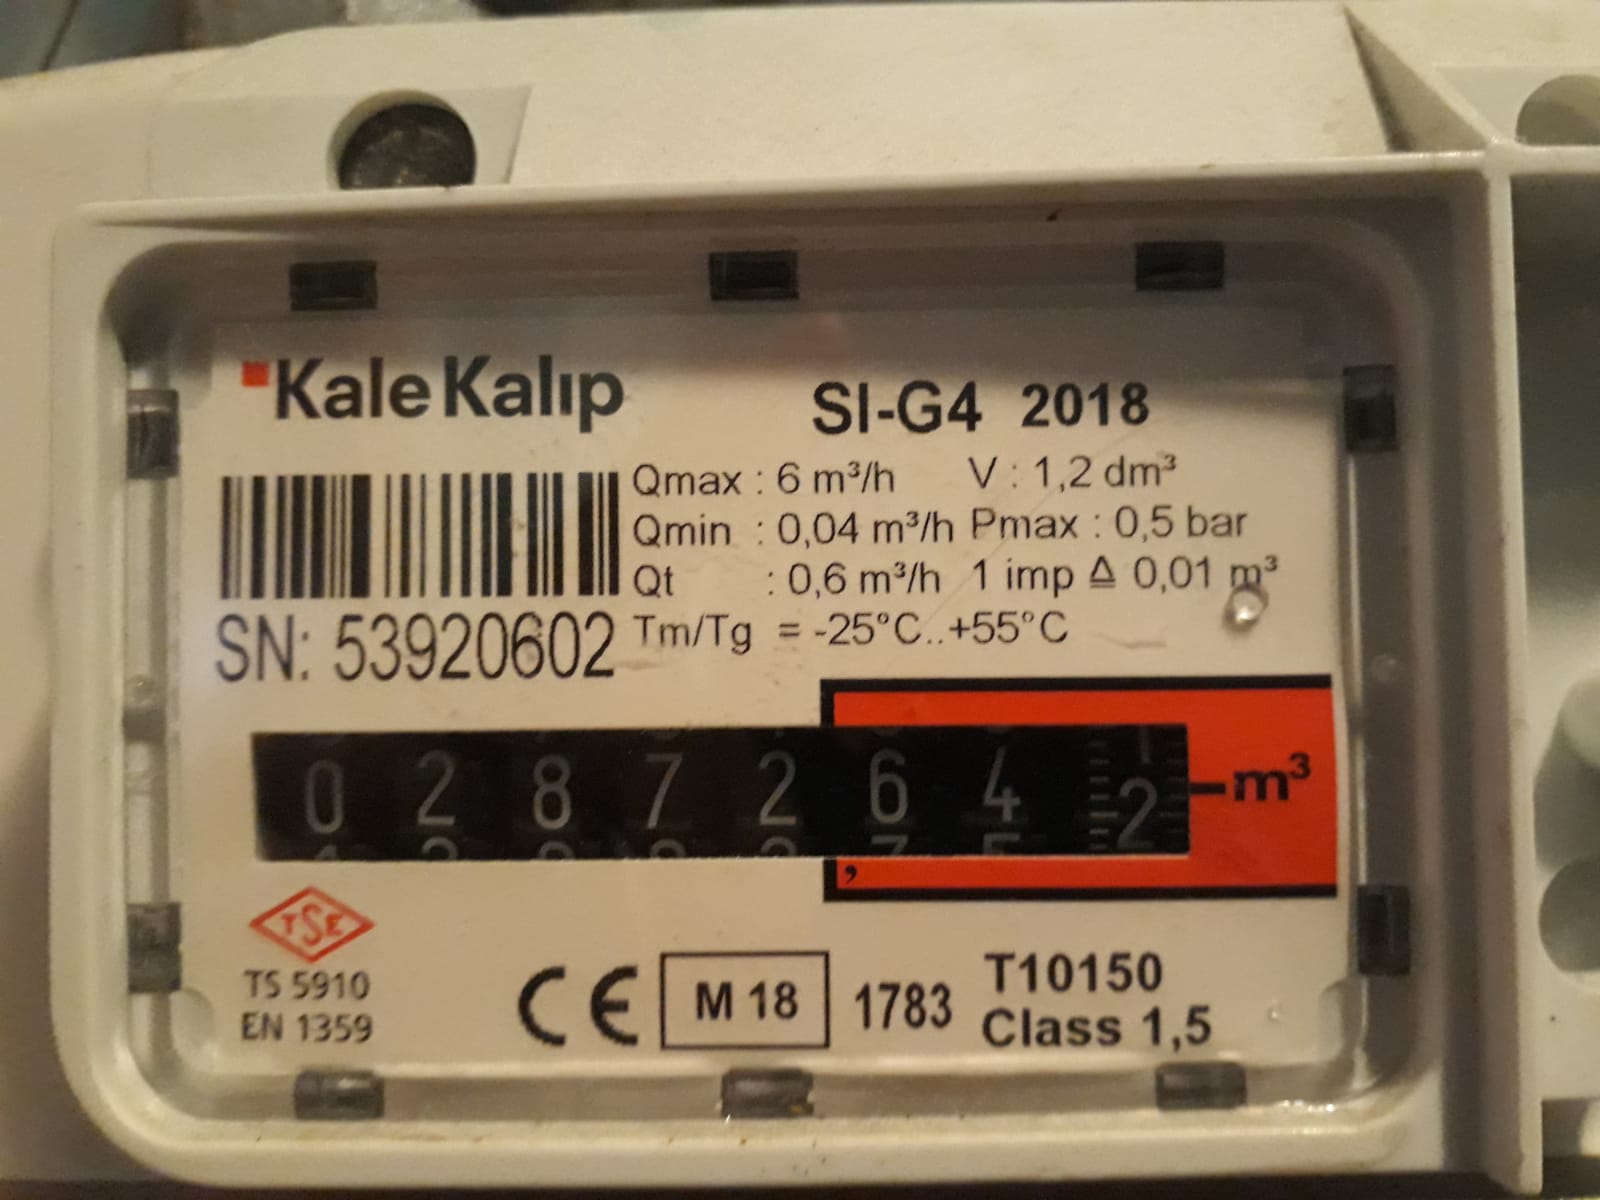 Kale Kalıp
SI-G4 2018
Qmax : 6 m³/h V : 1,2 dm³
Qmin : 0,04 m³/h Pmax : 0,5 bar
Qt : 0,6 m³/h 1 imp ≙ 0,01 m³
SN: 53920602 Tm/Tg = -25°C..+55°C
0 2 8 7 2 6 4 2 m³
,
TSE
TS 5910
EN 1359
CE M 18 1783
T10150
Class 1,5